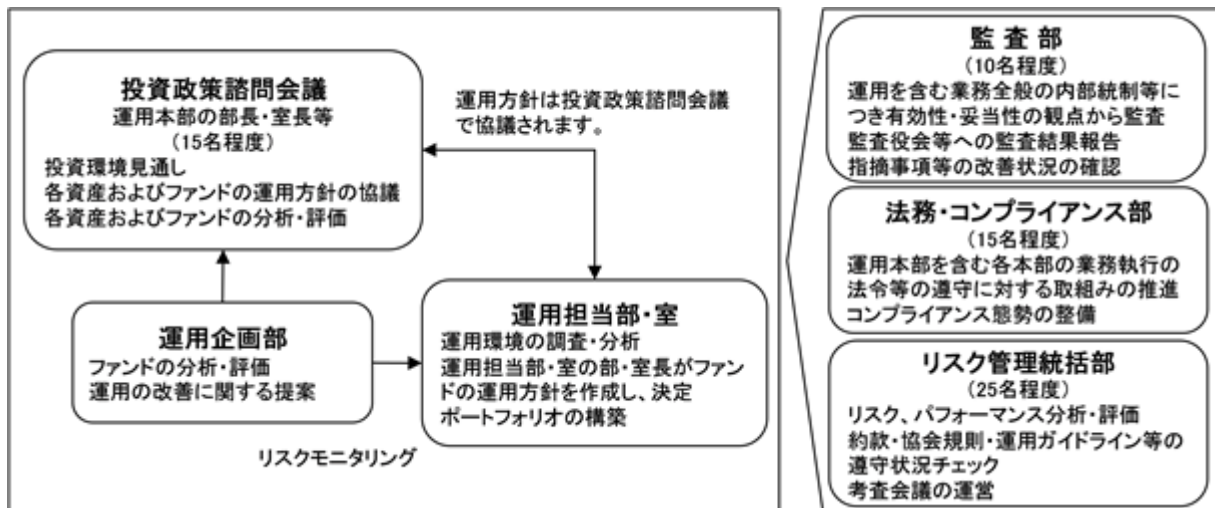 投資政策諮問会議
運用本部の部長・室長等
(15名程度)
投資環境見通し
各資産およびファンドの運用方針の協議
各資産およびファンドの分析・評価
運用方針は投資政策諮問会議
で協議されます。
運用企画部
ファンドの分析・評価
運用の改善に関する提案
運用担当部・室
運用環境の調査・分析
運用担当部・室の部・室長がファン
ドの運用方針を作成し、決定
ポートフォリオの構築
リスクモニタリング
監査部
(10名程度)
運用を含む業務全般の内部統制等に
つき有効性・妥当性の観点から監査
監査役会等への監査結果報告
指摘事項等の改善状況の確認
法務・コンプライアンス部
(15名程度)
運用本部を含む各本部の業務執行の
法令等の遵守に対する取組みの推進
コンプライアンス態勢の整備
リスク管理統括部
(25名程度)
リスク、パフォーマンス分析・評価
約款・協会規則・運用ガイドライン等の
遵守状況チェック
考査会議の運営